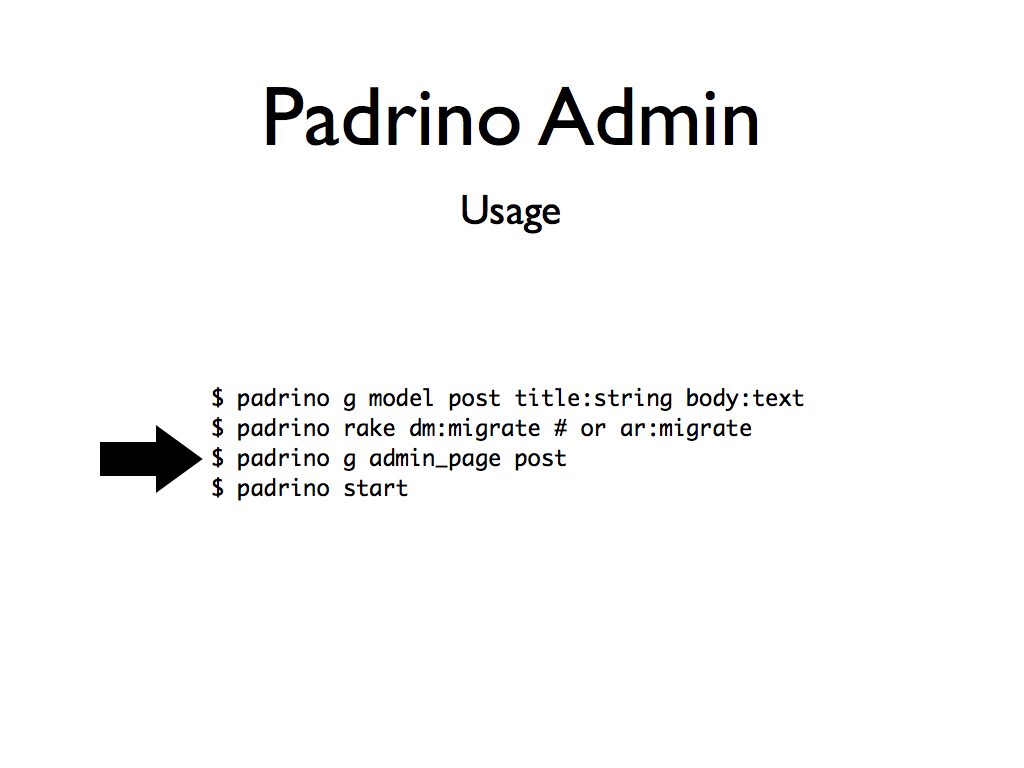 Padrino Admin
Usage
$ padrino g model post title:string body:text
$ padrino rake dm:migrate # or ar:migrate
$ padrino g admin_page post
$ padrino start